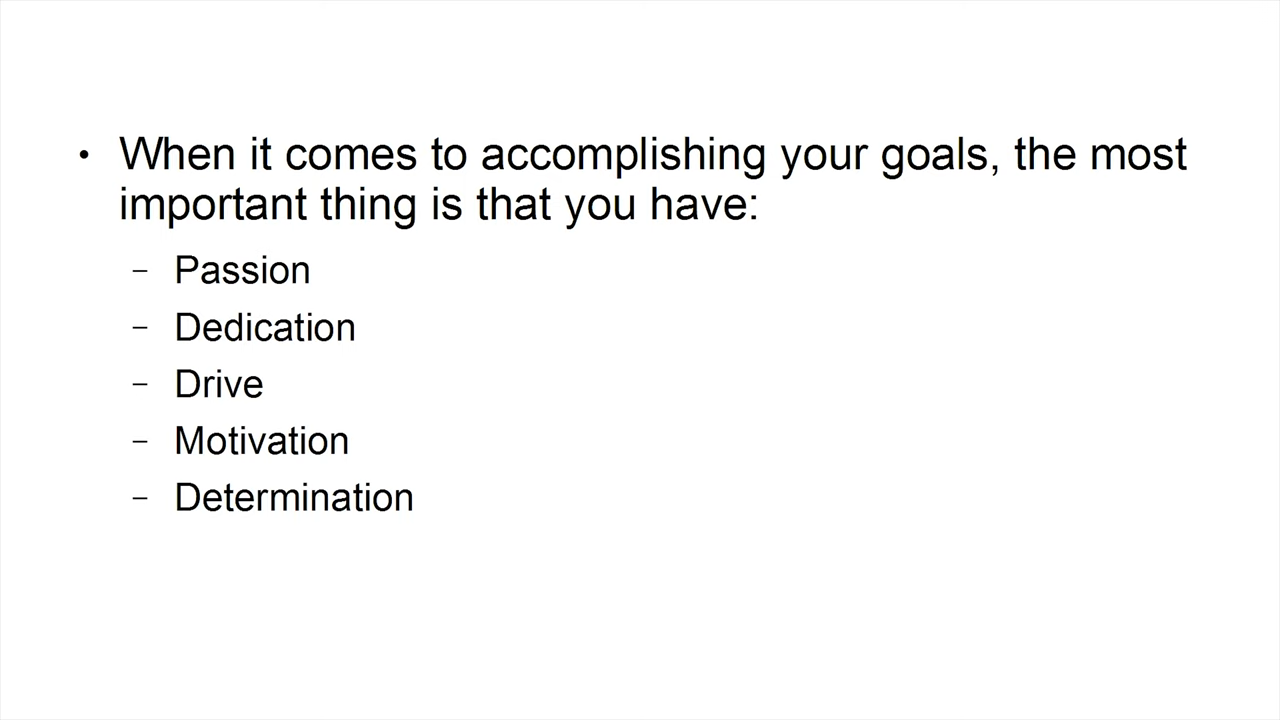 • When it comes to accomplishing your goals, the most
important thing is that you have:
– Passion
– Dedication
– Drive
– Motivation
– Determination